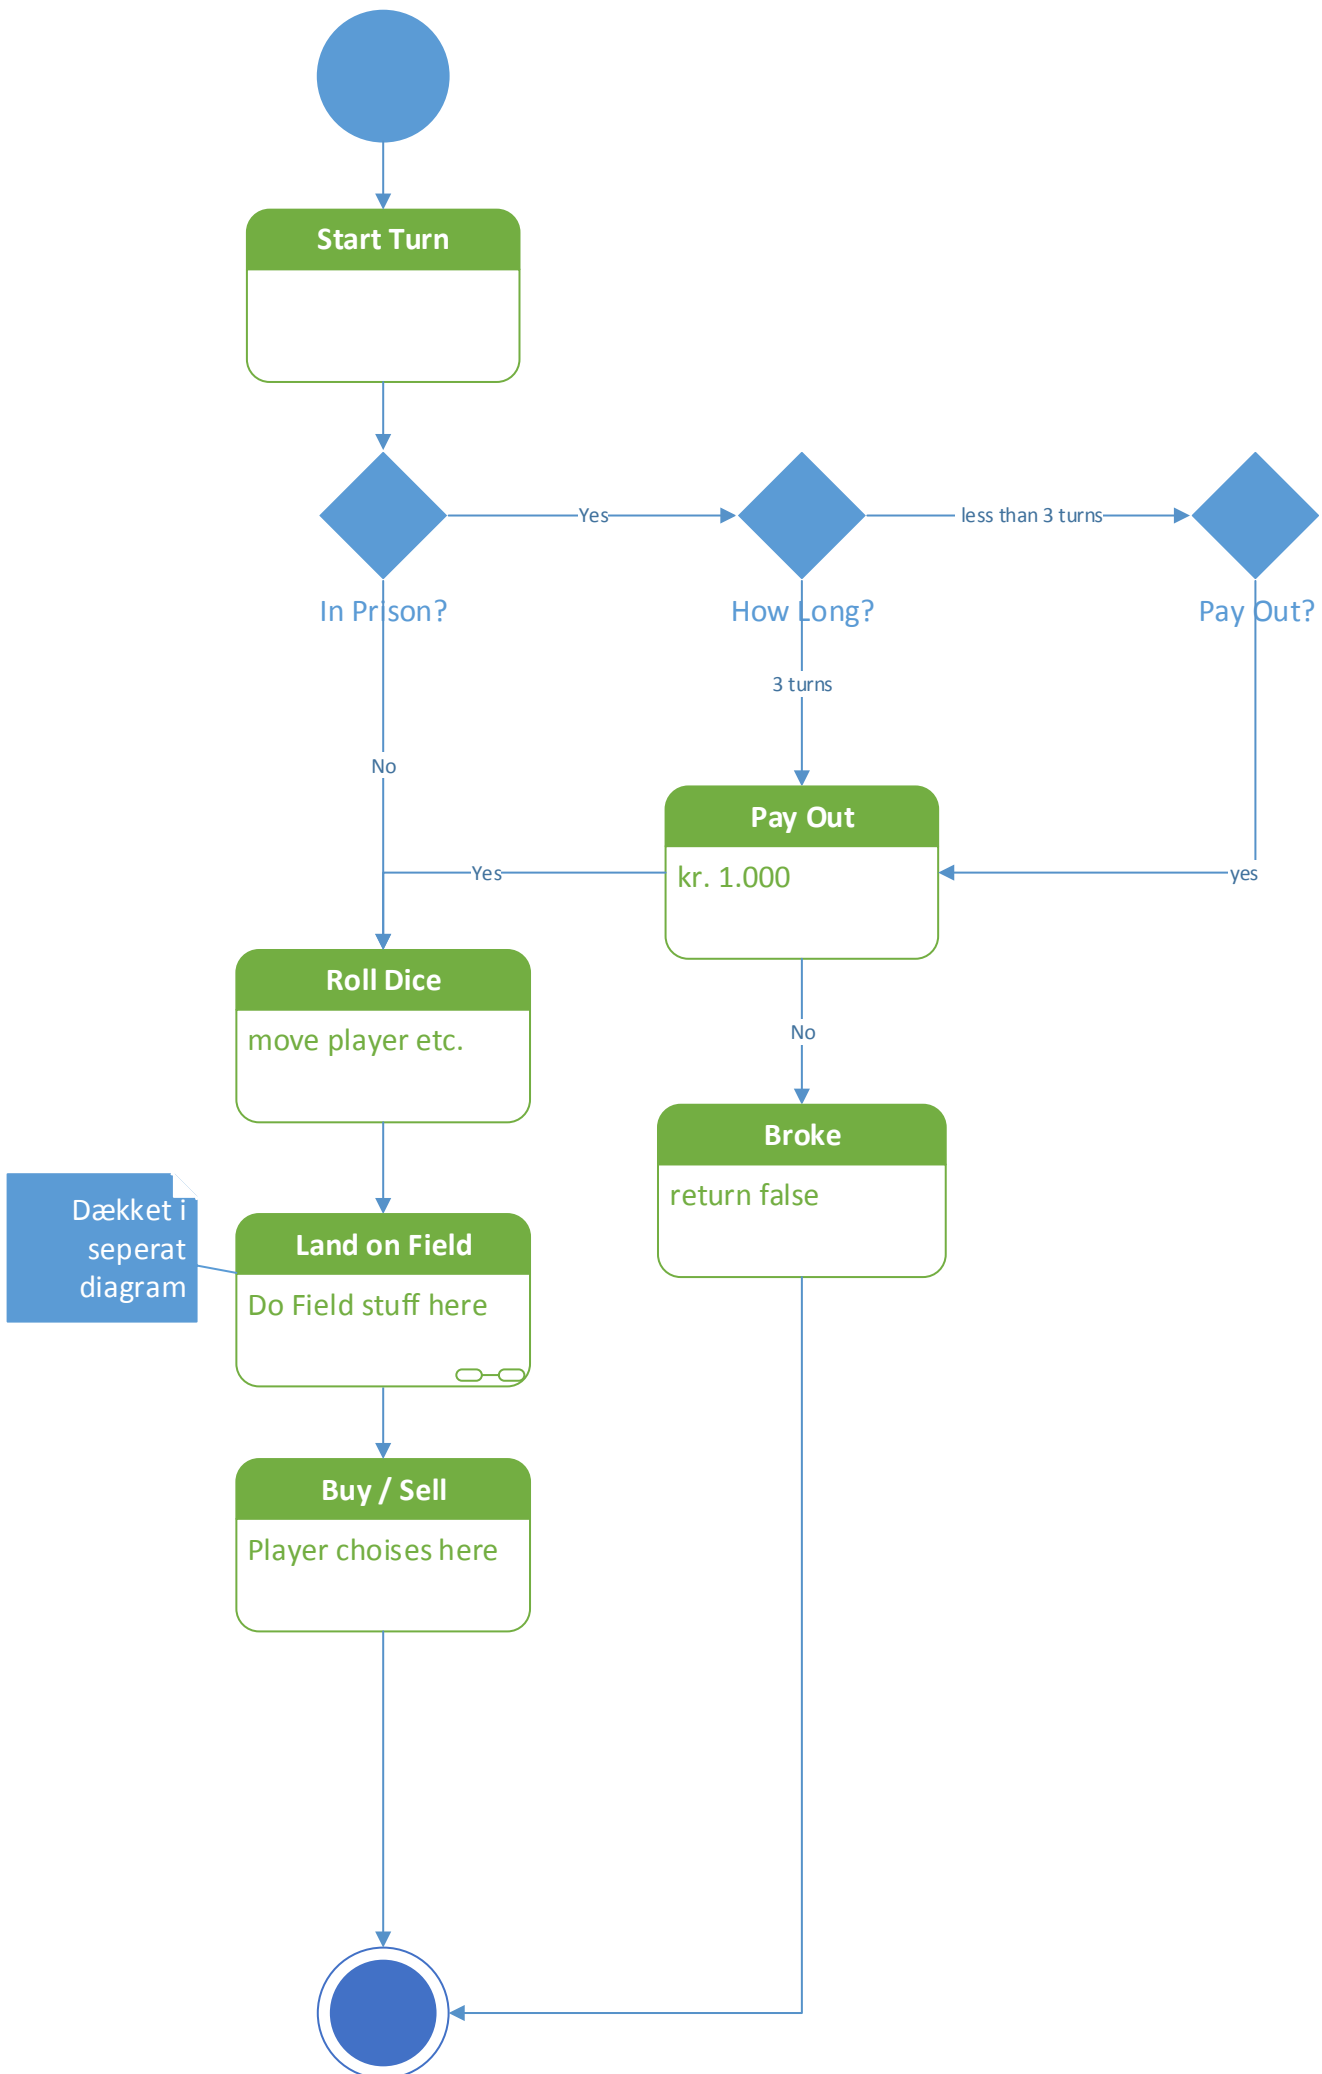 Start Turn
Yes
less than 3 turns
In Prison?
How Long?
Pay Out?
3 turns
No
Pay Out
kr. 1.000
Yes
yes
Roll Dice
move player etc.
No
Broke
return false
Dækket i
seperat
diagram
Land on Field
Do Field stuff here
Buy / Sell
Player choises here